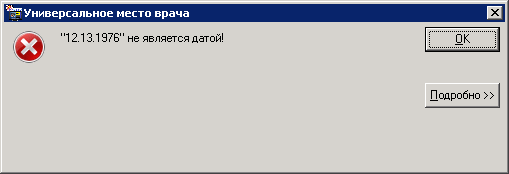 Универсальное место врача
"12.13.1976" не является датой!
OK
Подробно >>